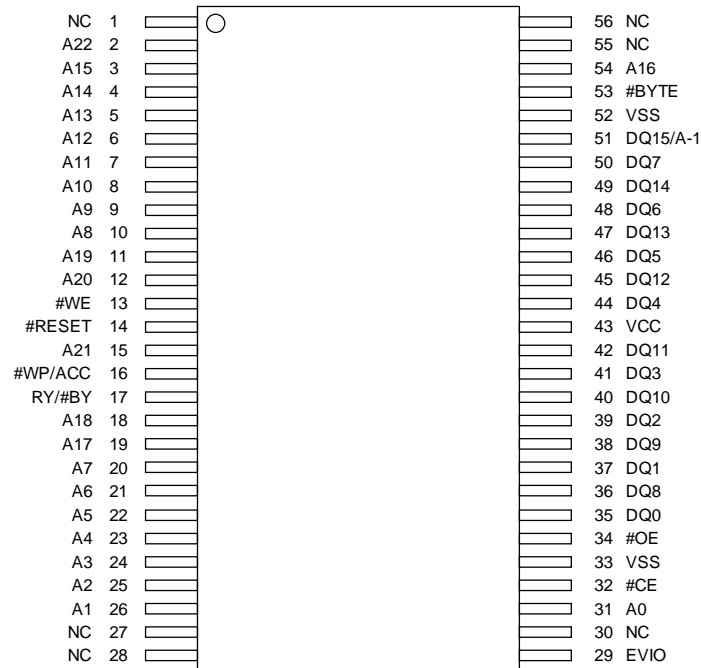 NC 1 56 NC
A22 2 55 NC
A15 3 54 A16
A14 4 53 #BYTE
A13 5 52 VSS
A12 6 51 DQ15/A-1
A11 7 50 DQ7
A10 8 49 DQ14
A9 9 48 DQ6
A8 10 47 DQ13
A19 11 46 DQ5
A20 12 45 DQ12
#WE 13 44 DQ4
#RESET 14 43 VCC
A21 15 42 DQ11
#WP/ACC 16 41 DQ3
RY/#BY 17 40 DQ10
A18 18 39 DQ2
A17 19 38 DQ9
A7 20 37 DQ1
A6 21 36 DQ8
A5 22 35 DQ0
A4 23 34 #OE
A3 24 33 VSS
A2 25 32 #CE
A1 26 31 A0
NC 27 30 NC
NC 28 29 EVIO